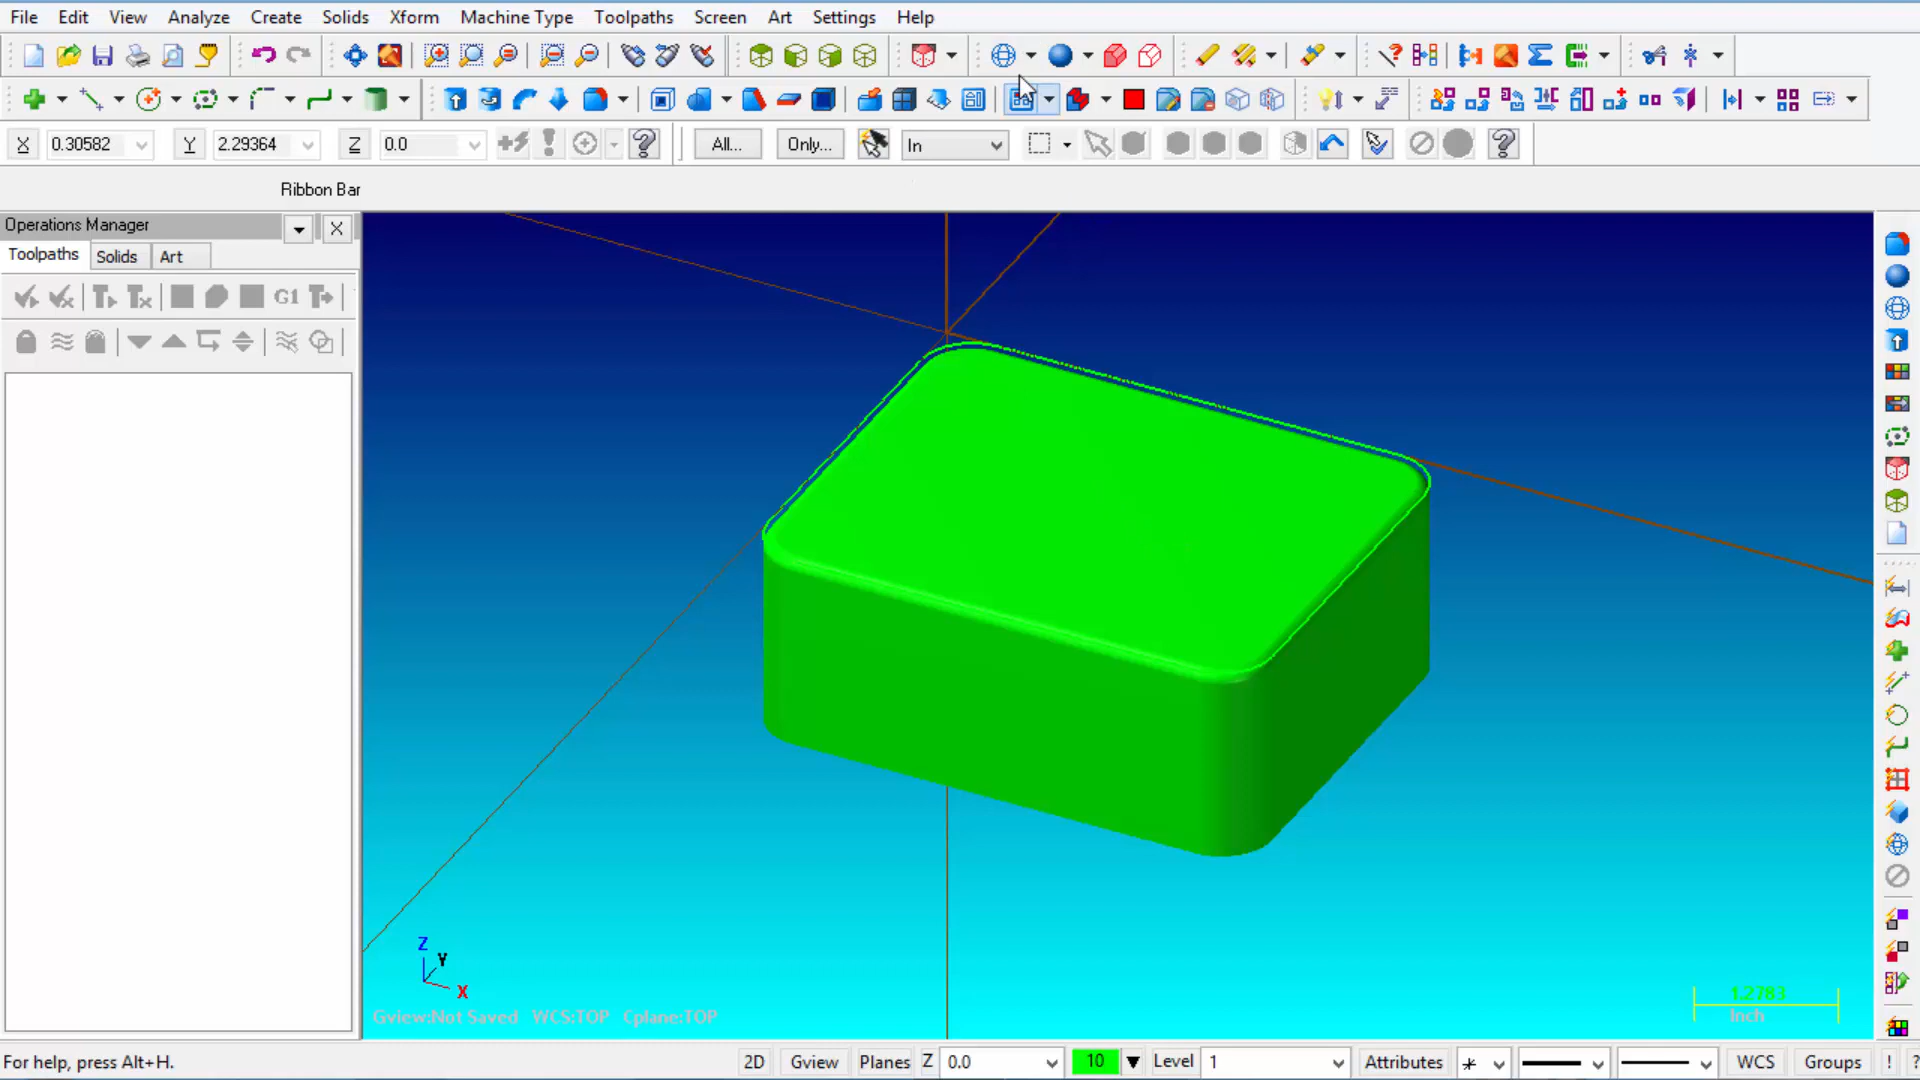 File Edit View Analyze Create Solids Xform Machine Type Toolpaths Screen Art Settings Help
X 0.30582 Y 2.29364 Z 0.0 All... Only... In
Ribbon Bar
Operations Manager
Toolpaths Solids Art
G1
Z
Y
X
1.2783
Inch
Gview:Not Saved WCS:TOP Cplane:TOP
For help, press Alt+H. 2D Gview Planes Z 0.0 10 Level 1 Attributes WCS Groups ! ?